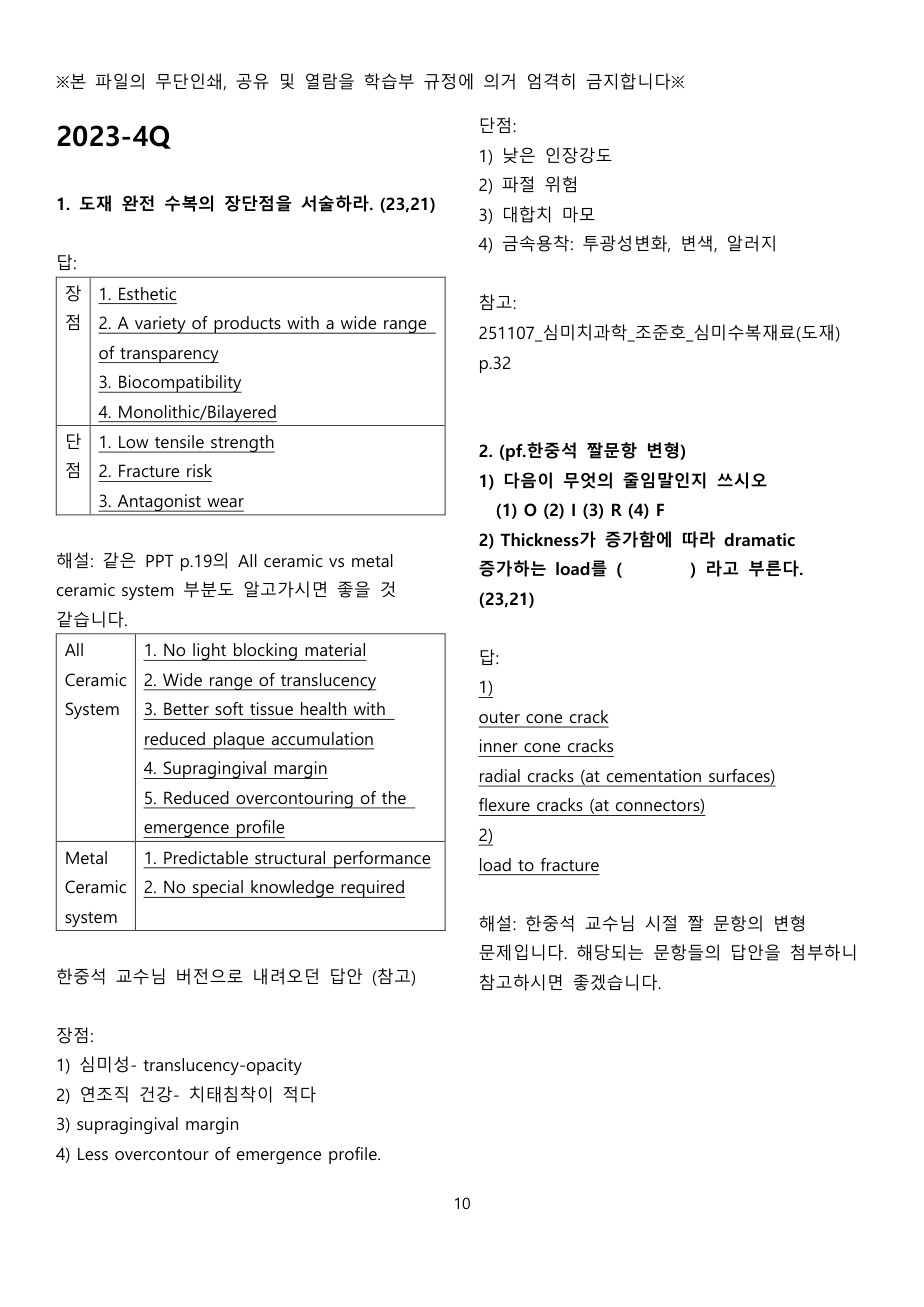 ※본 파일의 무단인쇄, 공유 및 열람을 학습부 규정에 의거 엄격히 금지합니다※
2023-4Q
1. 도재 완전 수복의 장단점을 서술하라. (23,21)
답:
장점
1. Esthetic
2. A variety of products with a wide range
of transparency
3. Biocompatibility
4. Monolithic/Bilayered
단점
1. Low tensile strength
2. Fracture risk
3. Antagonist wear
해설: 같은 PPT p.19의 All ceramic vs metal
ceramic system 부분도 알고가시면 좋을 것
같습니다.
All
Ceramic
System
1. No light blocking material
2. Wide range of translucency
3. Better soft tissue health with
reduced plaque accumulation
4. Supragingival margin
5. Reduced overcontouring of the
emergence profile
Metal
Ceramic
system
1. Predictable structural performance
2. No special knowledge required
한중석 교수님 버전으로 내려오던 답안 (참고)
장점:
1) 심미성- translucency-opacity
2) 연조직 건강- 치태침착이 적다
3) supragingival margin
4) Less overcontour of emergence profile.
단점:
1) 낮은 인장강도
2) 파절 위험
3) 대합치 마모
4) 금속용착: 투광성변화, 변색, 알러지
참고:
251107_심미치과학_조준호_심미수복재료(도재)
p.32
2. (pf.한중석 짤문항 변형)
1) 다음이 무엇의 줄임말인지 쓰시오
(1) O (2) I (3) R (4) F
2) Thickness가 증가함에 따라 dramatic
증가하는 load를 ( ) 라고 부른다.
(23,21)
답:
1)
outer cone crack
inner cone cracks
radial cracks (at cementation surfaces)
flexure cracks (at connectors)
2)
load to fracture
해설: 한중석 교수님 시절 짤 문항의 변형
문제입니다. 해당되는 문항들의 답안을 첨부하니
참고하시면 좋겠습니다.
10